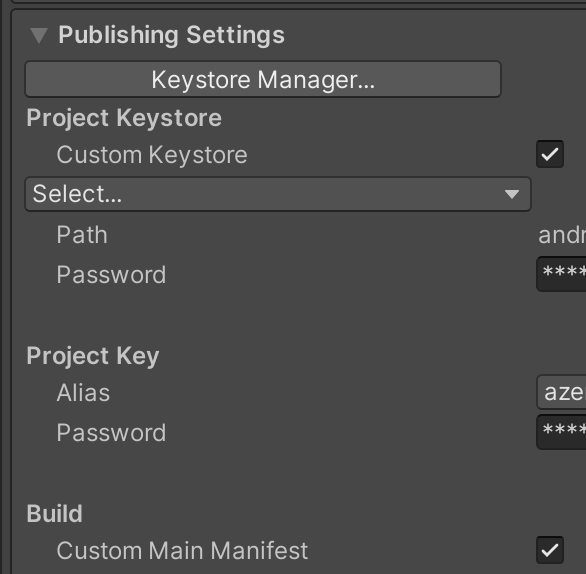 Publishing Settings
Keystore Manager...
Project Keystore
Custom Keystore
Select...
Path andr
Password ****
Project Key
Alias aze
Password ****
Build
Custom Main Manifest